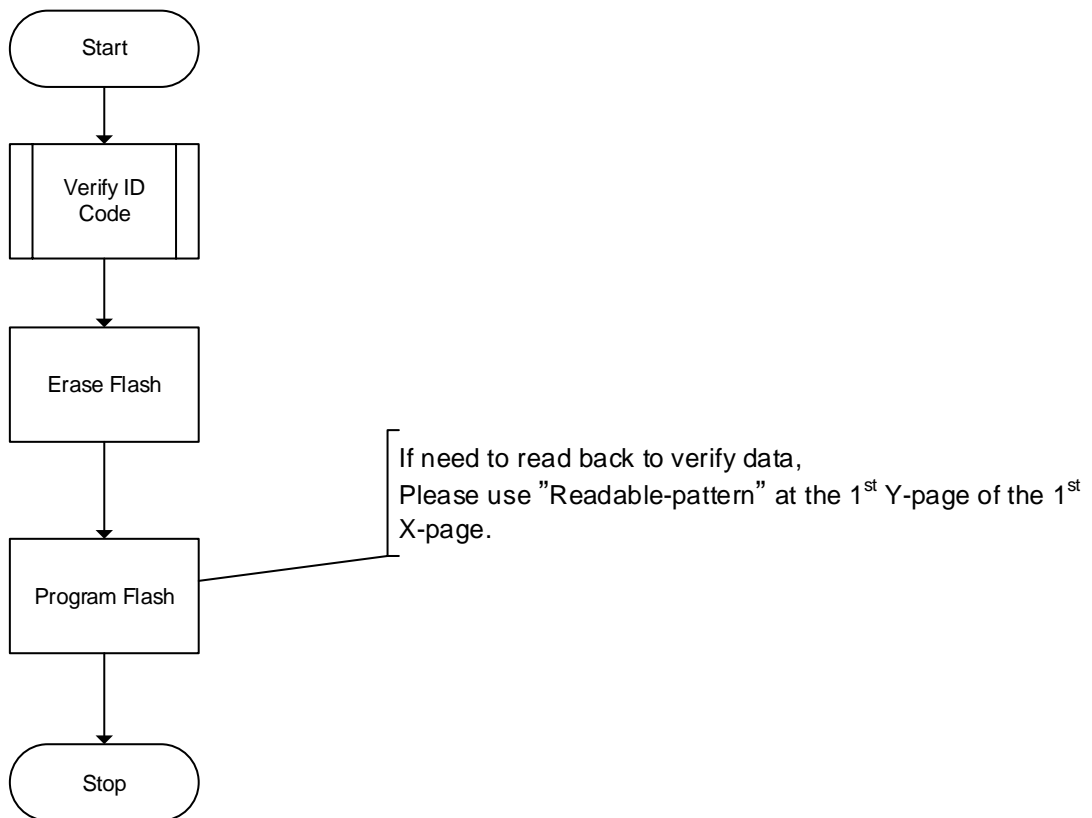 Start
Verify ID
Code
Erase Flash
If need to read back to verify data,
Please use ”Readable-pattern” at the 1st Y-page of the 1st
X-page.
Program Flash
Stop